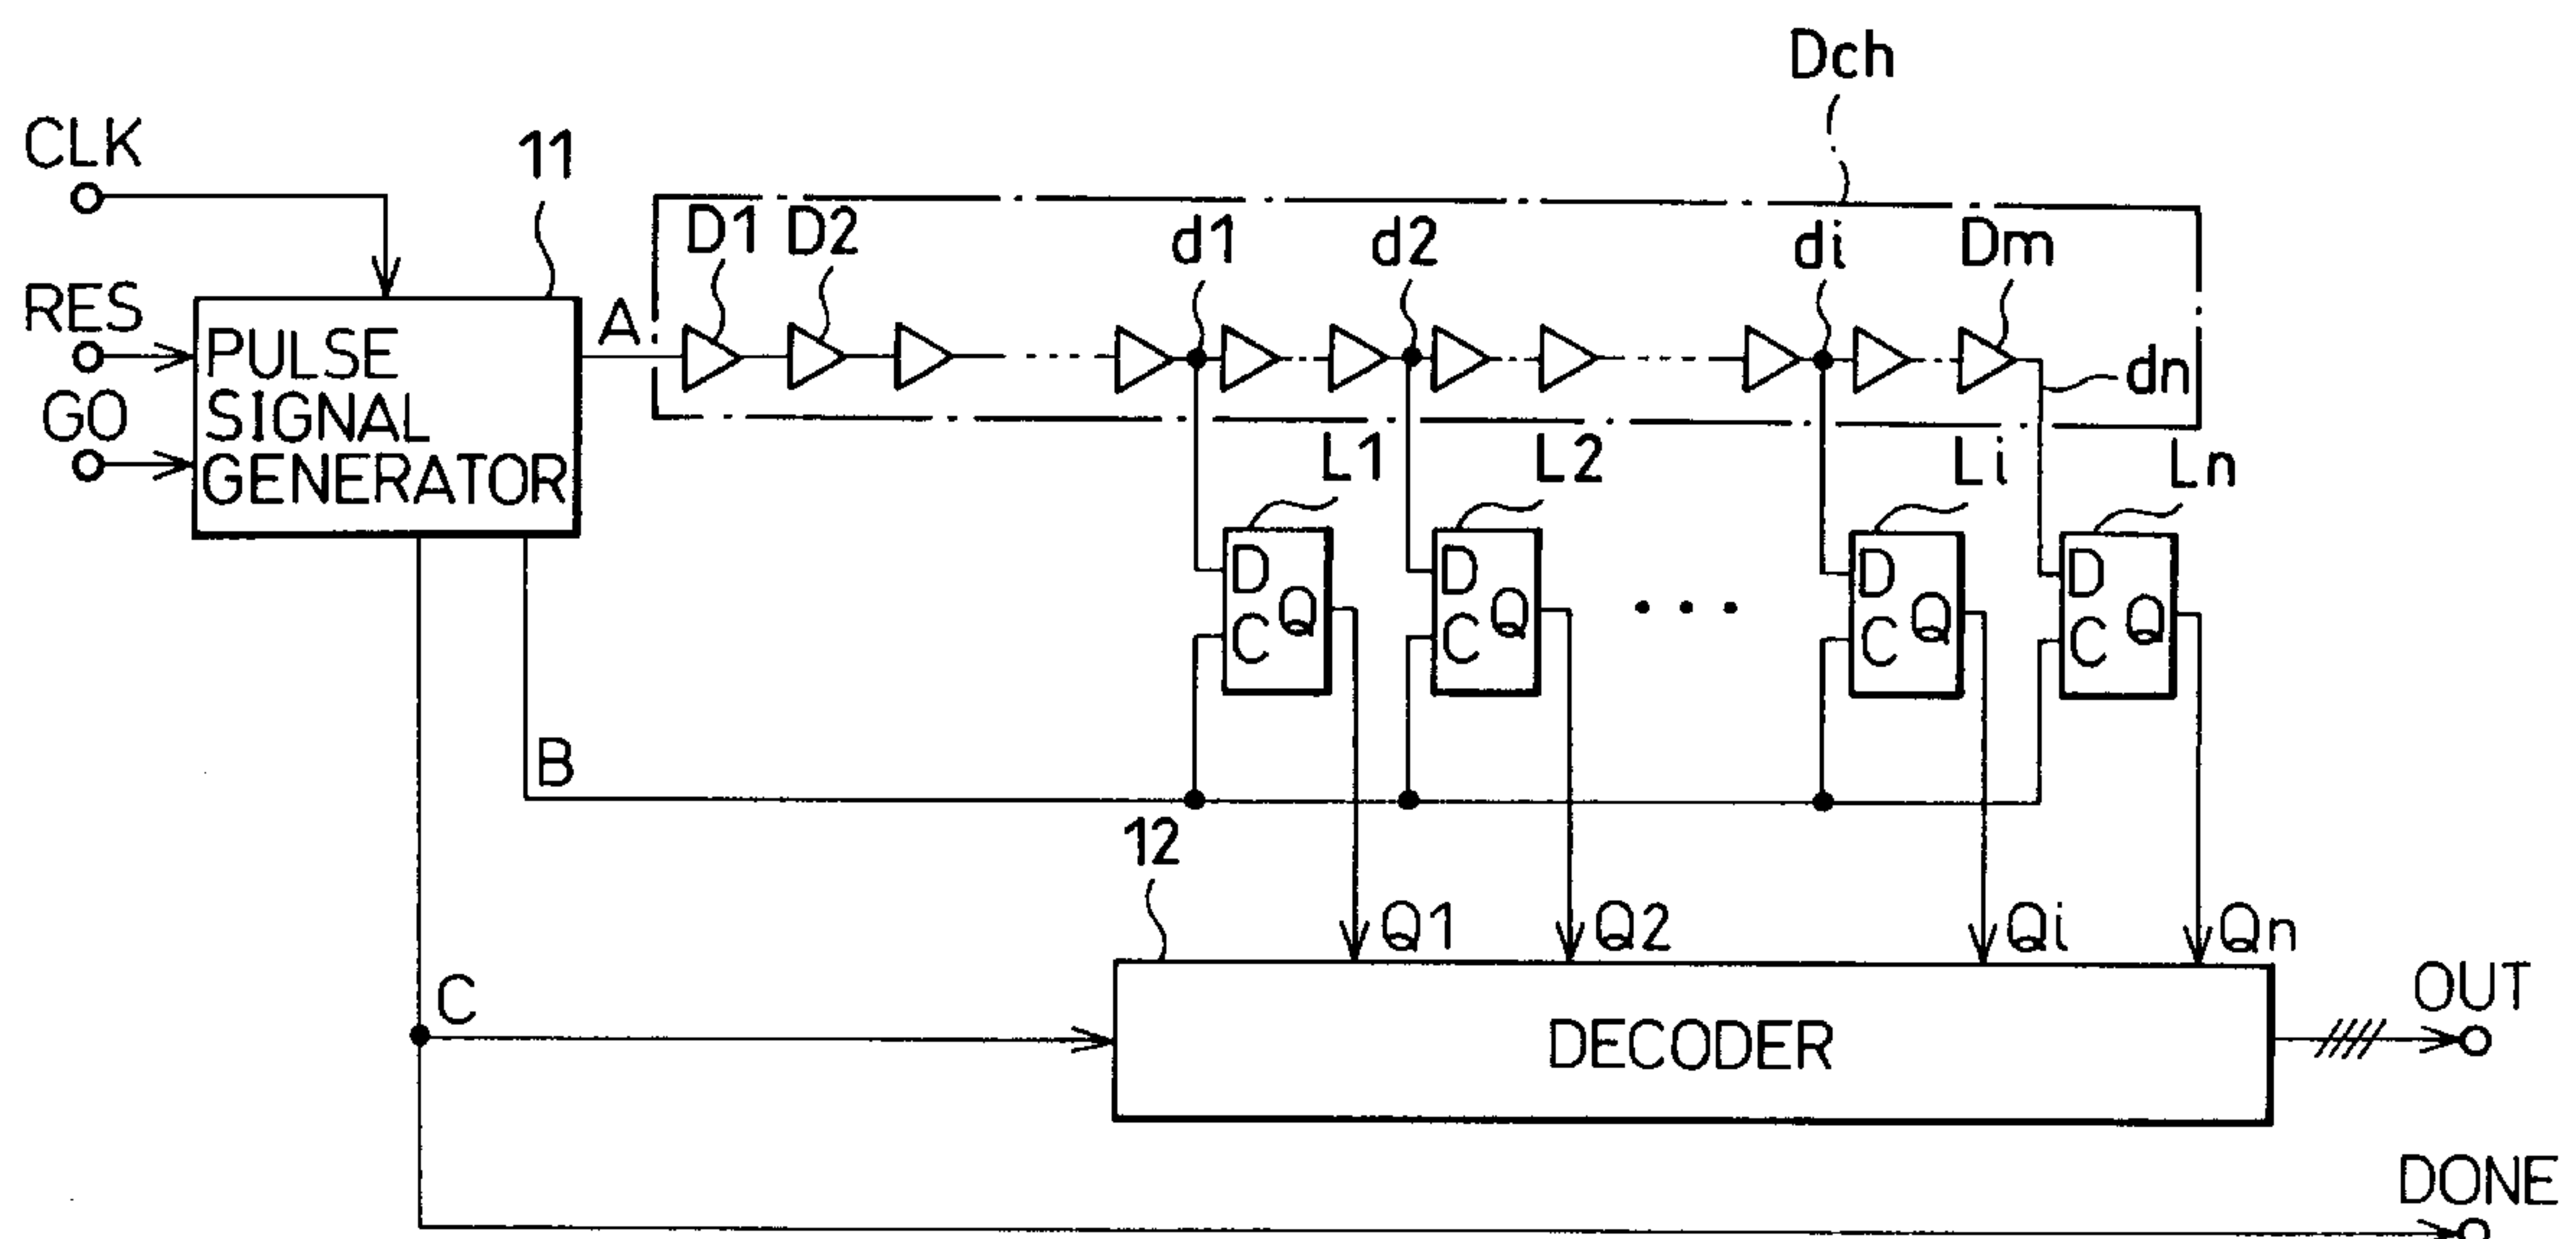 Dch
CLK
11
RES
GO
PULSE
SIGNAL
GENERATOR
A
D1
D2
d1
d2
di
Dm
dn
L1
L2
Li
Ln
D
C
Q
D
C
Q
D
C
Q
D
C
Q
B
12
Q1
Q2
Qi
Qn
C
DECODER
OUT
DONE